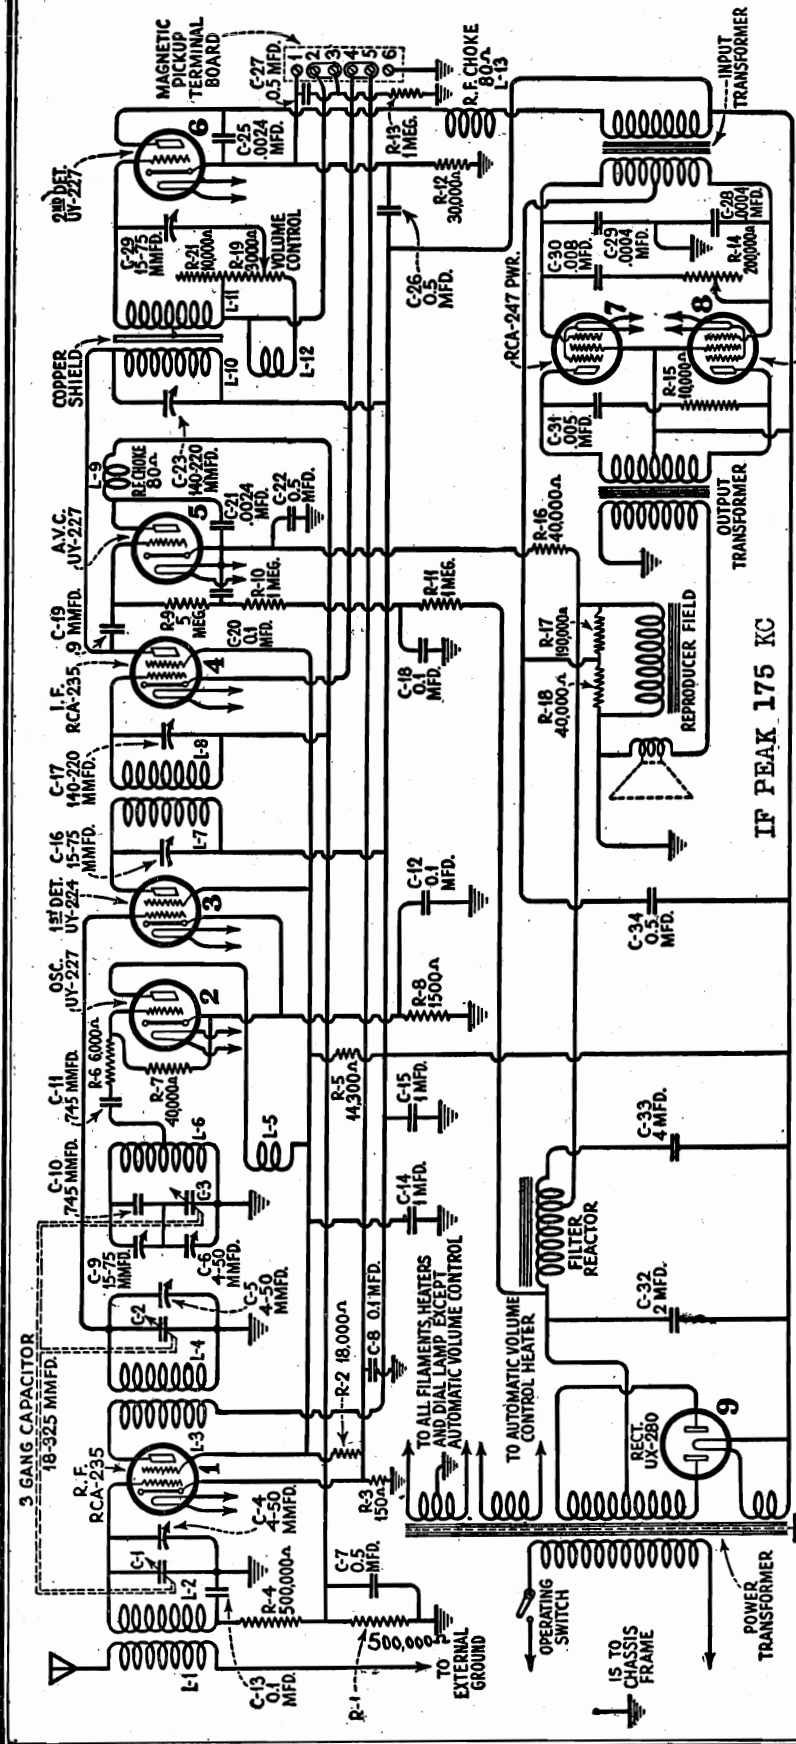 3 GANG CAPACITOR
18-325 MMFD.
R.F.
RCA-235
1
C-1
C-4
4-50
MMFD.
L-1
L-2
L-3
C-13
0.1
MFD.
R-4
500,000Ω
R-1
500,000
C-7
0.5
MFD.
TO
EXTERNAL
GROUND
R-3
150Ω
R-2 18,000Ω
C-8 0.1 MFD.
L-4
C-2
C-5
4-50
MMFD.
C-9
15-75
MMFD.
C-6
4-50
MMFD.
C-3
C-10
745 MMFD.
L-6
L-5
C-11
745 MMFD.
R-6 6,000Ω
R-7
40,000Ω
OSC.
UY-227
2
1ST DET.
UY-224
3
C-14
1 MFD.
C-15
1 MFD.
R-5
14,300Ω
R-8
1500Ω
C-12
0.1
MFD.
C-16
15-75
MMFD.
L-7
C-17
140-220
MMFD.
L-8
I.F.
RCA-235
4
C-19
9 MMFD.
A.V.C.
UY-227
5
R-9
5
MEG.
C-20
0.1
MFD.
R-10
1 MEG.
C-21
.0024
MFD.
C-22
0.5
MFD.
C-18
0.1
MFD.
R-11
1 MEG.
L-9
R.F. CHOKE
80Ω
C-23
140-220
MMFD.
COPPER
SHIELD
L-10
L-11
L-12
C-29
15-75
MMFD.
R-21
10,000Ω
R-19
3000Ω
VOLUME
CONTROL
2ND DET.
UY-227
6
C-25
.0024
MFD.
MAGNETIC
PICKUP
TERMINAL
BOARD
C-27
0.5 MFD.
1 2 3 4 5 6
R-13
1 MEG.
R-12
30,000Ω
C-26
0.5
MFD.
R.F. CHOKE
80Ω
L-13
INPUT
TRANSFORMER
RCA-247 PWR.
7
8
C-30
.008
MFD.
C-29
.0004
MFD.
C-28
.0004
MFD.
R-14
200000Ω
C-31
.005
MFD.
R-15
10,000Ω
OUTPUT
TRANSFORMER
R-16
40,000Ω
R-17
190,000Ω
R-18
40,000Ω
REPRODUCER FIELD
C-34
0.5
MFD.
IF PEAK 175 KC
TO ALL FILAMENTS, HEATERS
AND DIAL LAMP EXCEPT
AUTOMATIC VOLUME CONTROL
TO AUTOMATIC VOLUME
CONTROL HEATER
FILTER
REACTOR
C-33
4 MFD.
C-32
2 MFD.
RECT.
UX-280
9
OPERATING
SWITCH
POWER
TRANSFORMER
IS TO
CHASSIS
FRAME